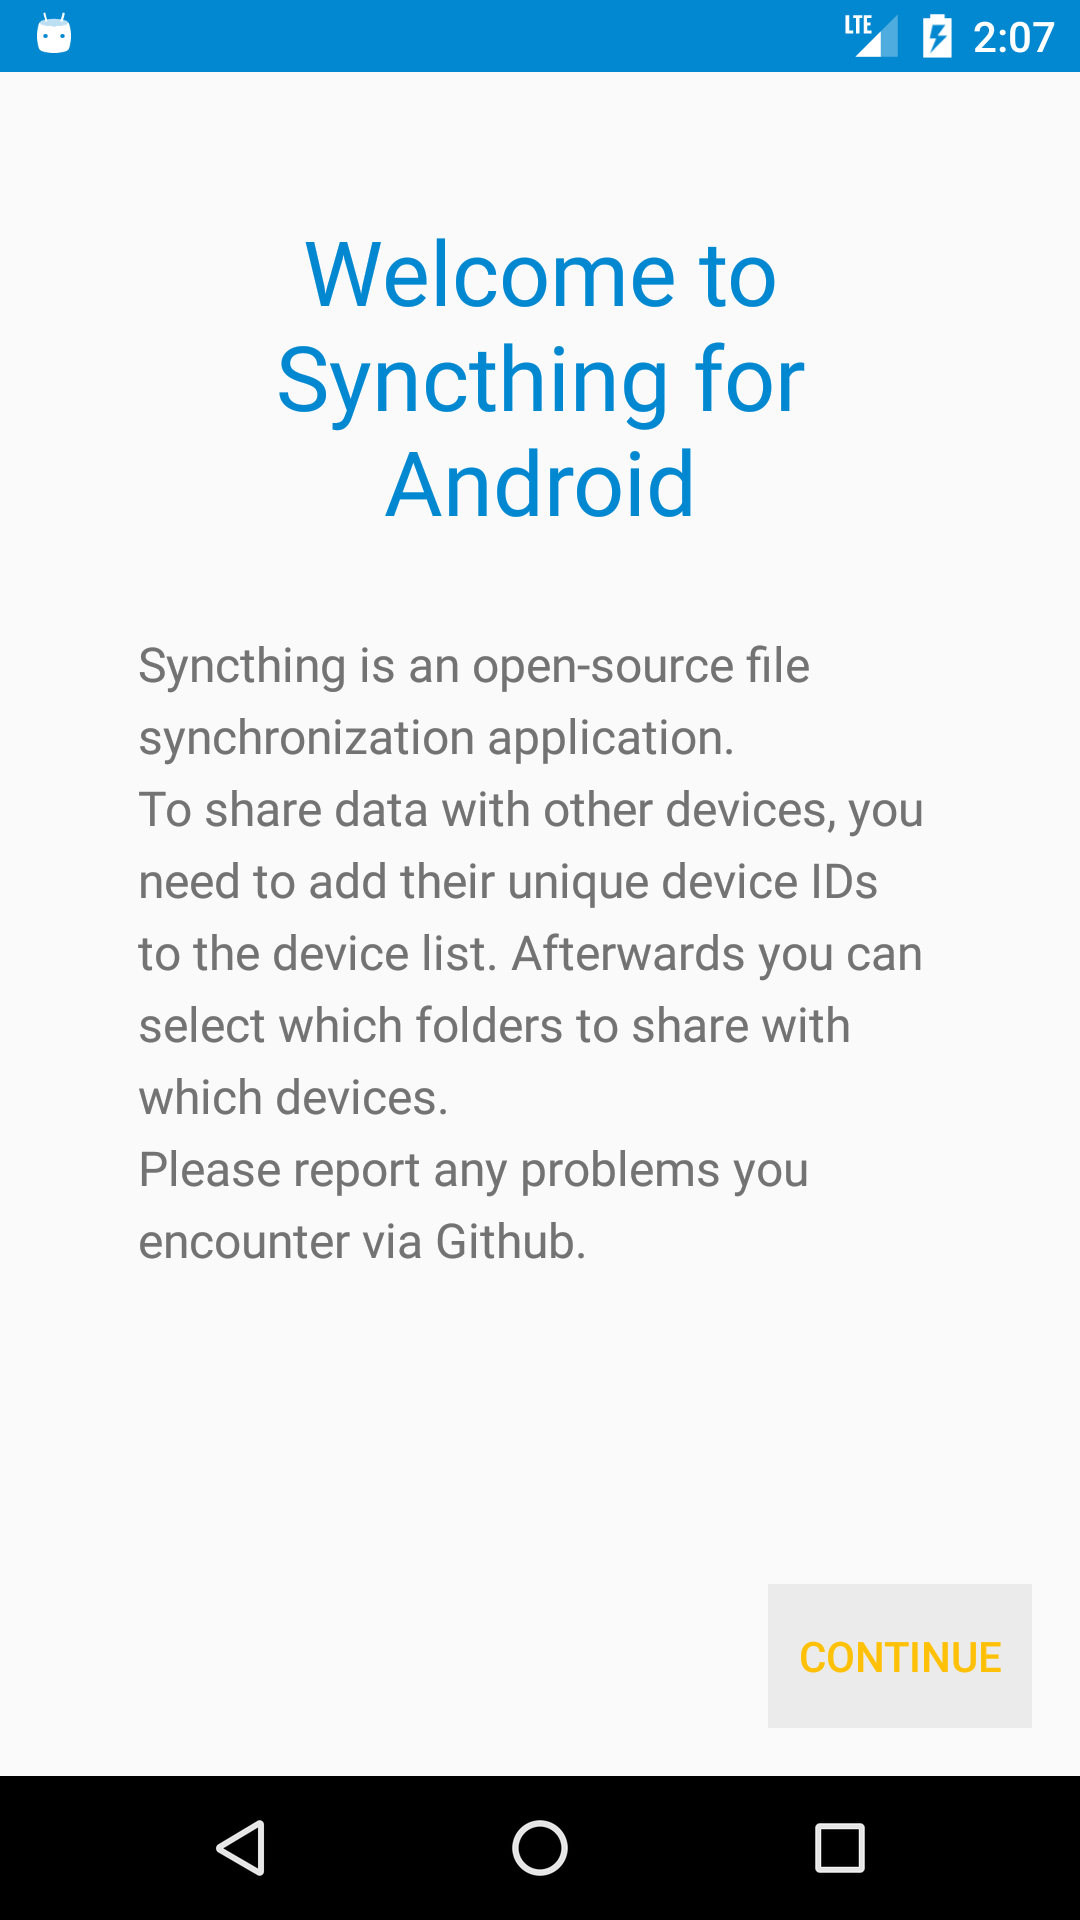 LTE 2:07
Welcome to
Syncthing for
Android
Syncthing is an open-source file
synchronization application.
To share data with other devices, you
need to add their unique device IDs
to the device list. Afterwards you can
select which folders to share with
which devices.
Please report any problems you
encounter via Github.
CONTINUE